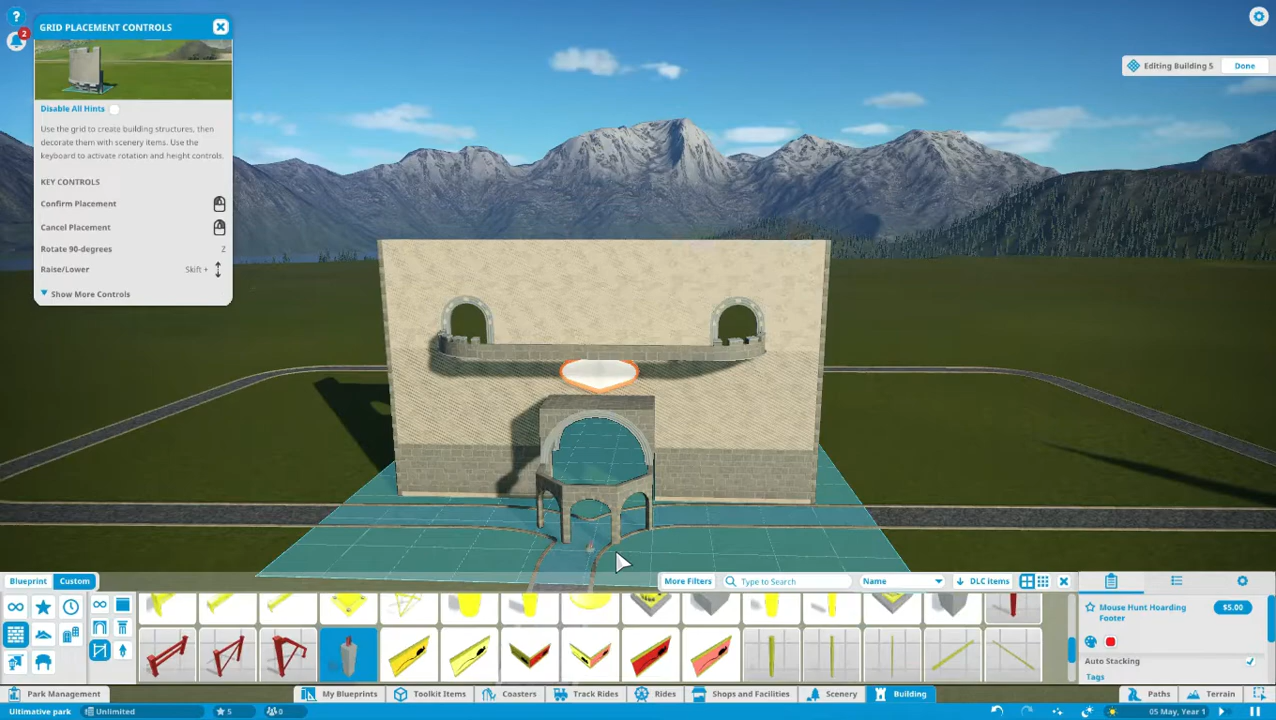 ?
2
GRID PLACEMENT CONTROLS
Disable All Hints
Use the grid to create building structures, then
decorate them with scenery items. Use the
keyboard to activate rotation and height controls.
KEY CONTROLS
Confirm Placement
Cancel Placement
Rotate 90-degrees Z
Raise/Lower Skift +
Show More Controls
Editing Building 5 Done
Blueprint Custom More Filters Type to Search Name DLC items
Mouse Hunt Hoarding
Footer
$5.00
Auto Stacking
Tags
Park Management My Blueprints Toolkit Items Coasters Track Rides Rides Shops and Facilities Scenery Building Paths Terrain
Ultimative park Unlimited 5 0 05 May, Year 1